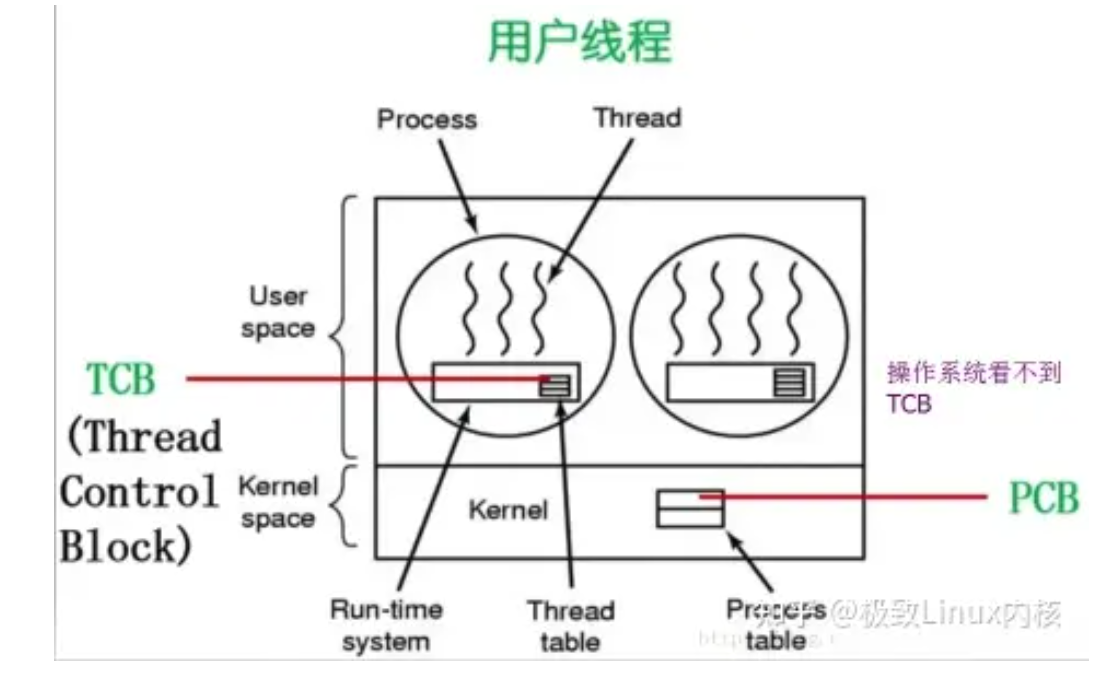 用户线程
Process
Thread
User
space
TCB
(Thread
Control
Block)
操作系统看不到
TCB
Kernel
space
Kernel
PCB
Run-time
system
Thread
table
Process
table
知乎 @极致Linux内核